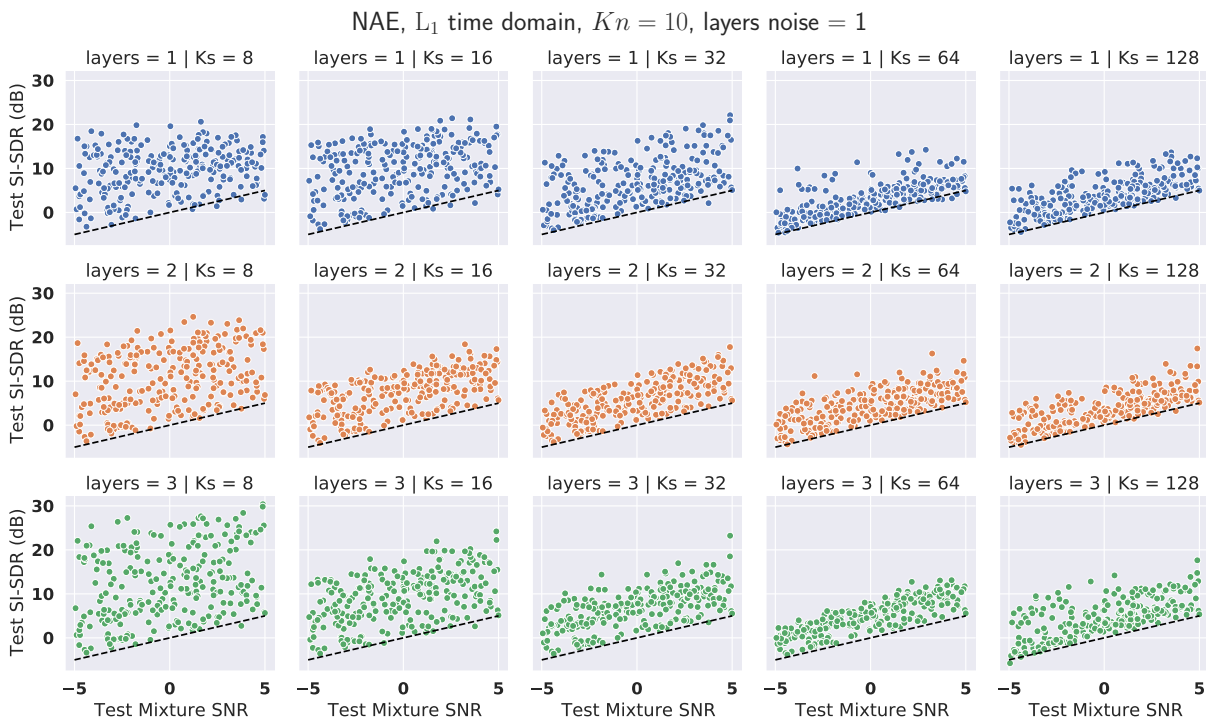 NAE, L₁ time domain, Kn = 10, layers noise = 1
layers = 1 | Ks = 8
layers = 1 | Ks = 16
layers = 1 | Ks = 32
layers = 1 | Ks = 64
layers = 1 | Ks = 128
Test SI-SDR (dB)
30
20
10
0
layers = 2 | Ks = 8
layers = 2 | Ks = 16
layers = 2 | Ks = 32
layers = 2 | Ks = 64
layers = 2 | Ks = 128
Test SI-SDR (dB)
30
20
10
0
layers = 3 | Ks = 8
layers = 3 | Ks = 16
layers = 3 | Ks = 32
layers = 3 | Ks = 64
layers = 3 | Ks = 128
Test SI-SDR (dB)
30
20
10
0
−5 0 5
−5 0 5
−5 0 5
−5 0 5
−5 0 5
Test Mixture SNR
Test Mixture SNR
Test Mixture SNR
Test Mixture SNR
Test Mixture SNR